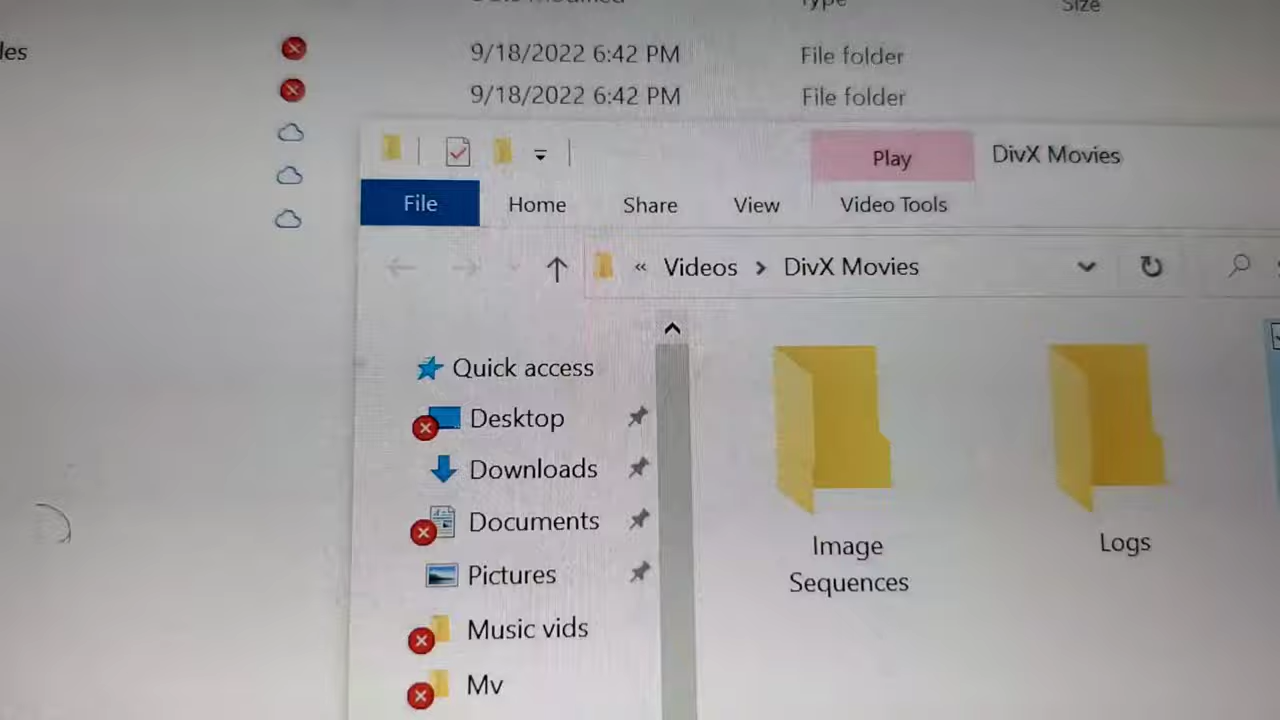 Type
Size
les
9/18/2022 6:42 PM
File folder
9/18/2022 6:42 PM
File folder
Play
DivX Movies
File
Home
Share
View
Video Tools
« Videos > DivX Movies
Quick access
Desktop
Downloads
Documents
Pictures
Music vids
Mv
Image
Sequences
Logs